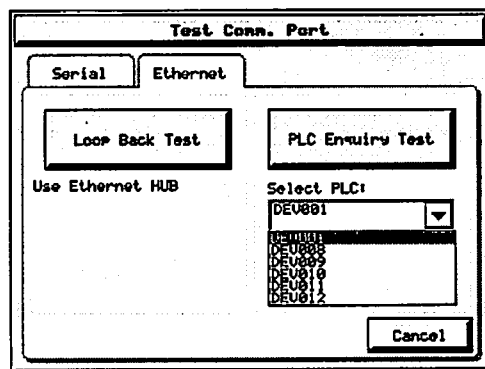 Test Comm. Port
Serial
Ethernet
Loop Back Test
PLC Enquiry Test
Use Ethernet HUB
Select PLC:
DEV001
DEV008
DEV009
DEV010
DEV011
DEV012
Cancel